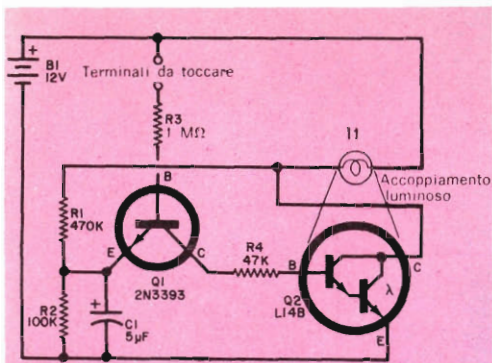 +
B1
12V
Terminali da toccare
R3
1 MΩ
I1
Accoppiamento
luminoso
B
R1
470K
E
C
Q1
2N3393
R4
47K
B
C
Q2
L14B
λ
E
R2
100K
+
C1
5µF